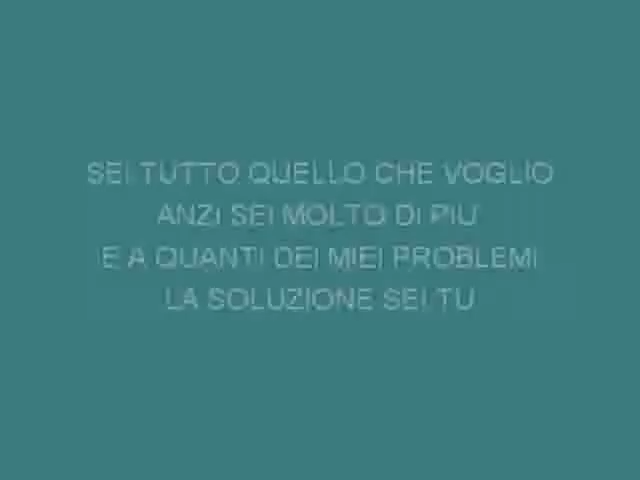 SEI TUTTO QUELLO CHE VOGLIO
ANZI SEI MOLTO DI PIU'
E A QUANTI DEI MIEI PROBLEMI
LA SOLUZIONE SEI TU